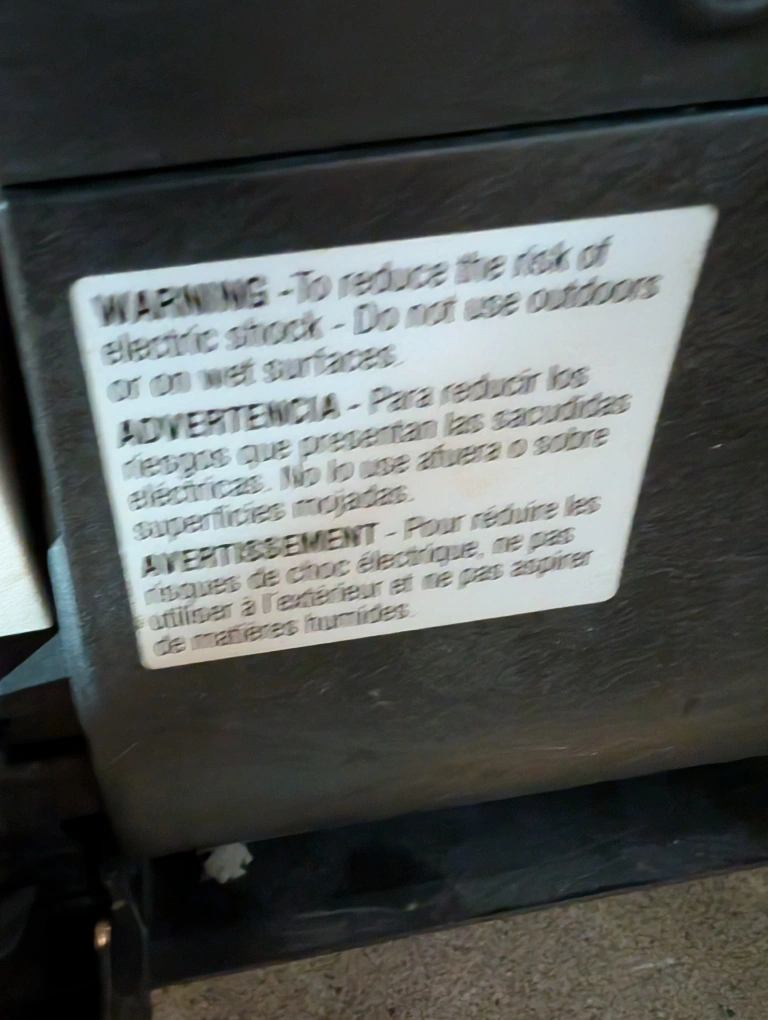 WARNING - To reduce the risk of
electric shock - Do not use outdoors
or on wet surfaces.
ADVERTENCIA - Para reducir los
riesgos que presentan las sacudidas
eléctricas. No lo use afuera o sobre
superficies mojadas.
AVERTISSEMENT - Pour réduire les
risques de choc électrique, ne pas
utiliser à l'extérieur et ne pas aspirer
de matières humides.